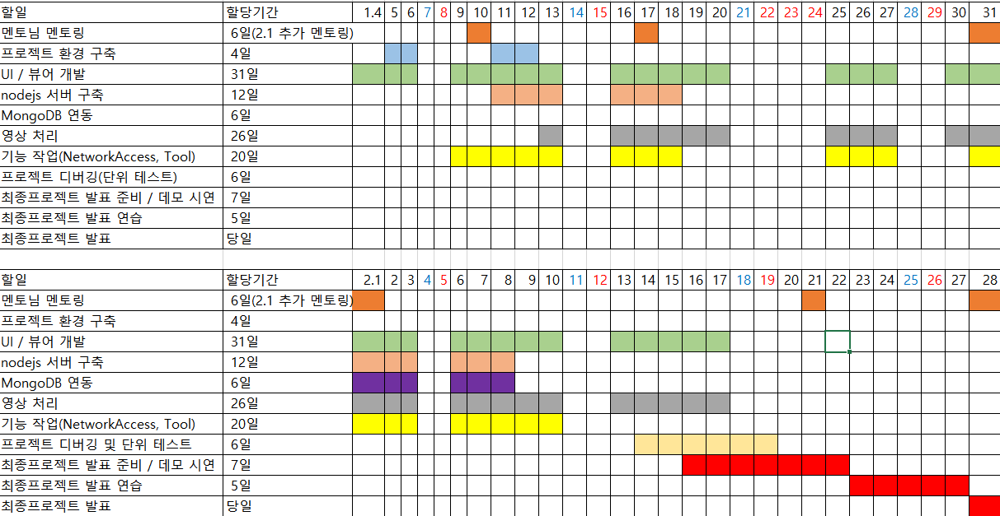 할일 할당기간 1.4 5 6 7 8 9 10 11 12 13 14 15 16 17 18 19 20 21 22 23 24 25 26 27 28 29 30 31
멘토님 멘토링 6일(2.1 추가 멘토링)
프로젝트 환경 구축 4일
UI / 뷰어 개발 31일
nodejs 서버 구축 12일
MongoDB 연동 6일
영상 처리 26일
기능 작업(NetworkAccess, Tool) 20일
프로젝트 디버깅(단위 테스트) 6일
최종프로젝트 발표 준비 / 데모 시연 7일
최종프로젝트 발표 연습 5일
최종프로젝트 발표 당일
할일 할당기간 2.1 2 3 4 5 6 7 8 9 10 11 12 13 14 15 16 17 18 19 20 21 22 23 24 25 26 27 28
멘토님 멘토링 6일(2.1 추가 멘토링)
프로젝트 환경 구축 4일
UI / 뷰어 개발 31일
nodejs 서버 구축 12일
MongoDB 연동 6일
영상 처리 26일
기능 작업(NetworkAccess, Tool) 20일
프로젝트 디버깅 및 단위 테스트 6일
최종프로젝트 발표 준비 / 데모 시연 7일
최종프로젝트 발표 연습 5일
최종프로젝트 발표 당일